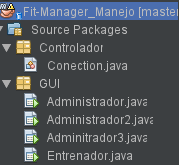 Fit-Manager_Manejo [master
Source Packages
Controlador
Conection.java
GUI
Administrador.java
Administrador2.java
Adminitrador3.java
Entrenador.java